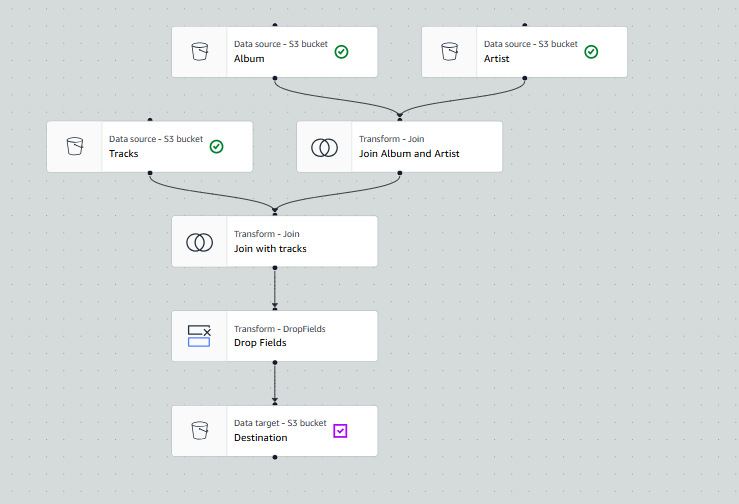 Data source - S3 bucket
Album
Data source - S3 bucket
Artist
Data source - S3 bucket
Tracks
Transform - Join
Join Album and Artist
Transform - Join
Join with tracks
Transform - DropFields
Drop Fields
Data target - S3 bucket
Destination